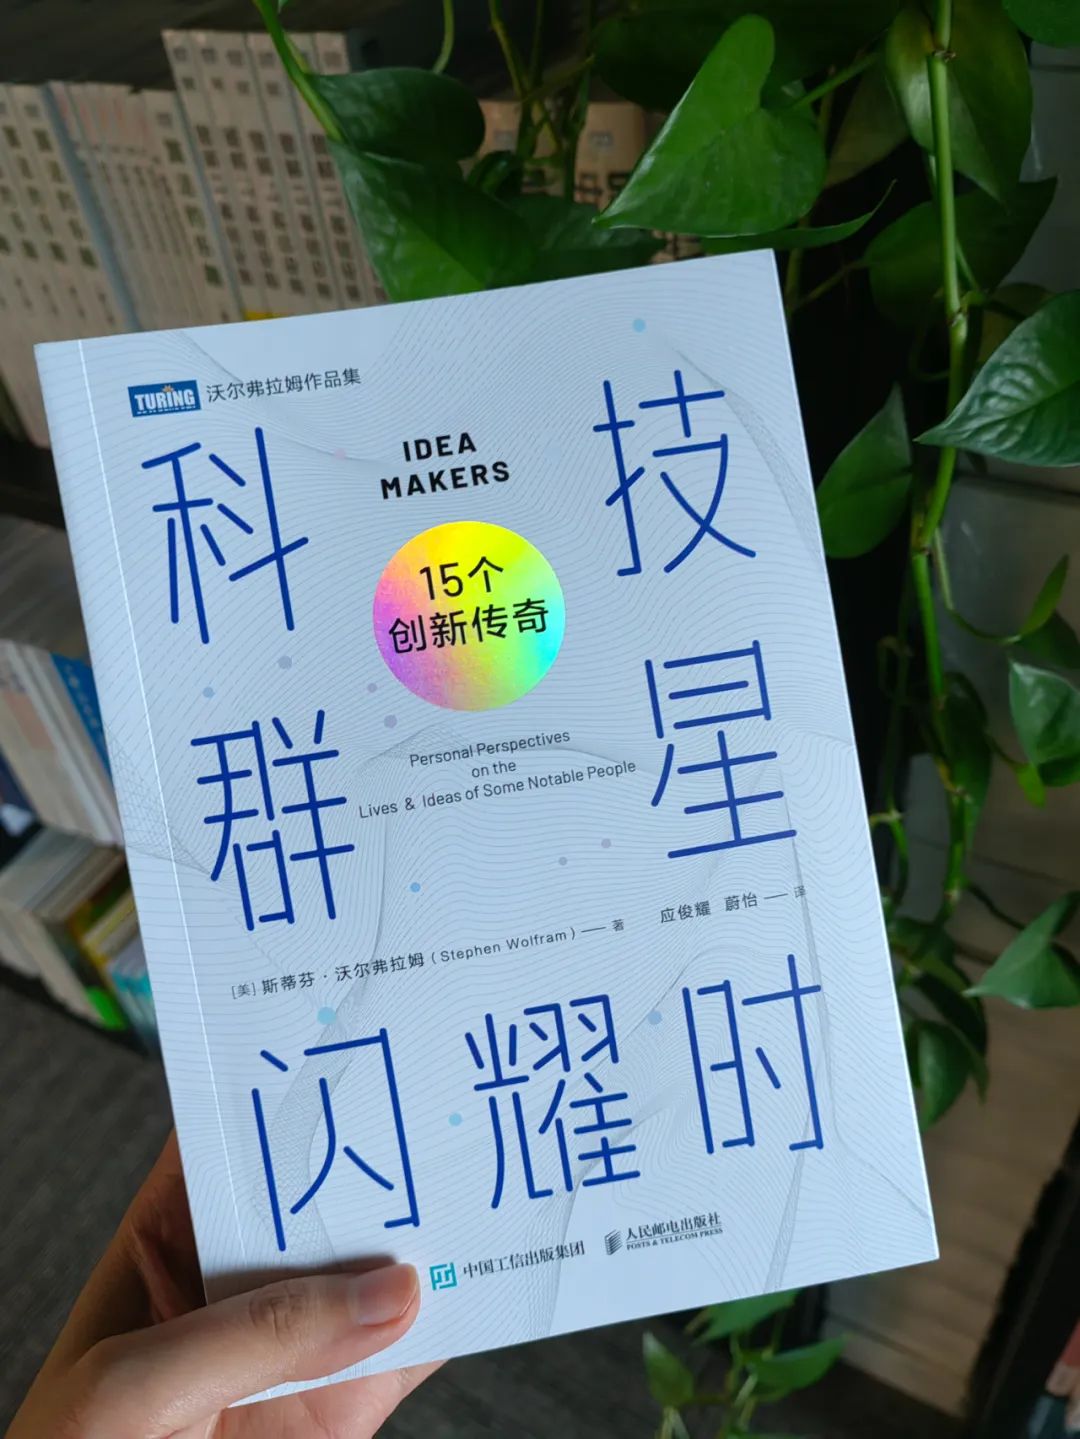 TURING 沃尔弗拉姆作品集
IDEA
MAKERS
科技
15个
创新传奇
群星
Personal Perspectives
on the
Lives & Ideas of Some Notable People
[美] 斯蒂芬·沃尔弗拉姆 (Stephen Wolfram) —— 著 应俊耀 蔚怡 —— 译
闪耀时
中国工信出版集团
人民邮电出版社
POSTS & TELECOM PRESS